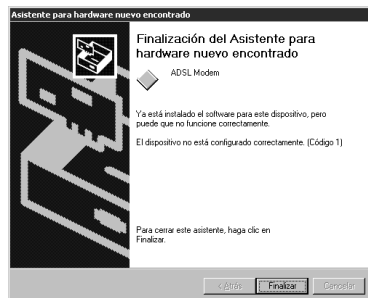 Asistente para hardware nuevo encontrado
Finalización del Asistente para
hardware nuevo encontrado
ADSL Modem
Ya está instalado el software para este dispositivo, pero
puede que no funcione correctamente.
El dispositivo no está configurado correctamente. (Código 1)
Para cerrar este asistente, haga clic en
Finalizar.
< Atrás Finalizar Cancelar